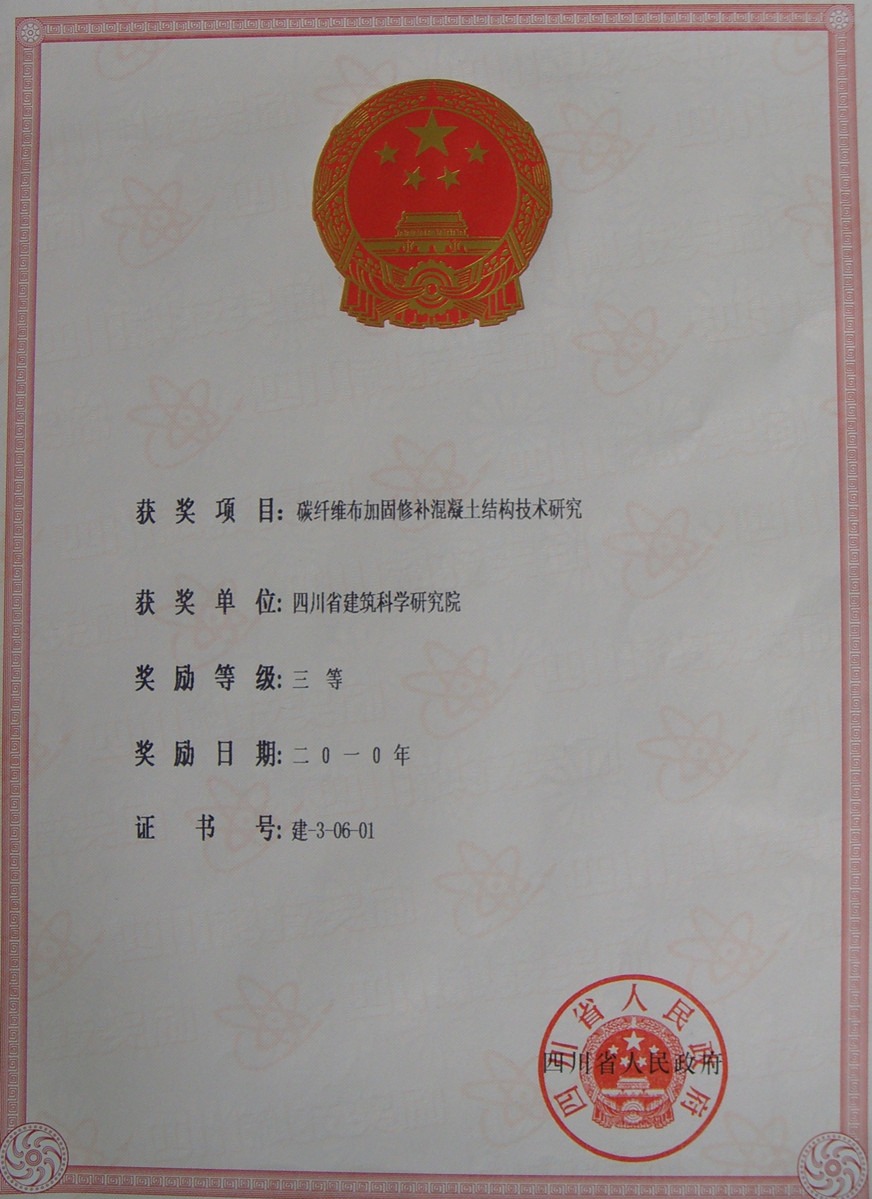 获奖项目：碳纤维布加固修补混凝土结构技术研究
获奖单位：四川省建筑科学研究院
奖励等级：三 等
奖励日期：二0一0年
证书号：建-3-06-01
四川省人民政府
四川省人民政府